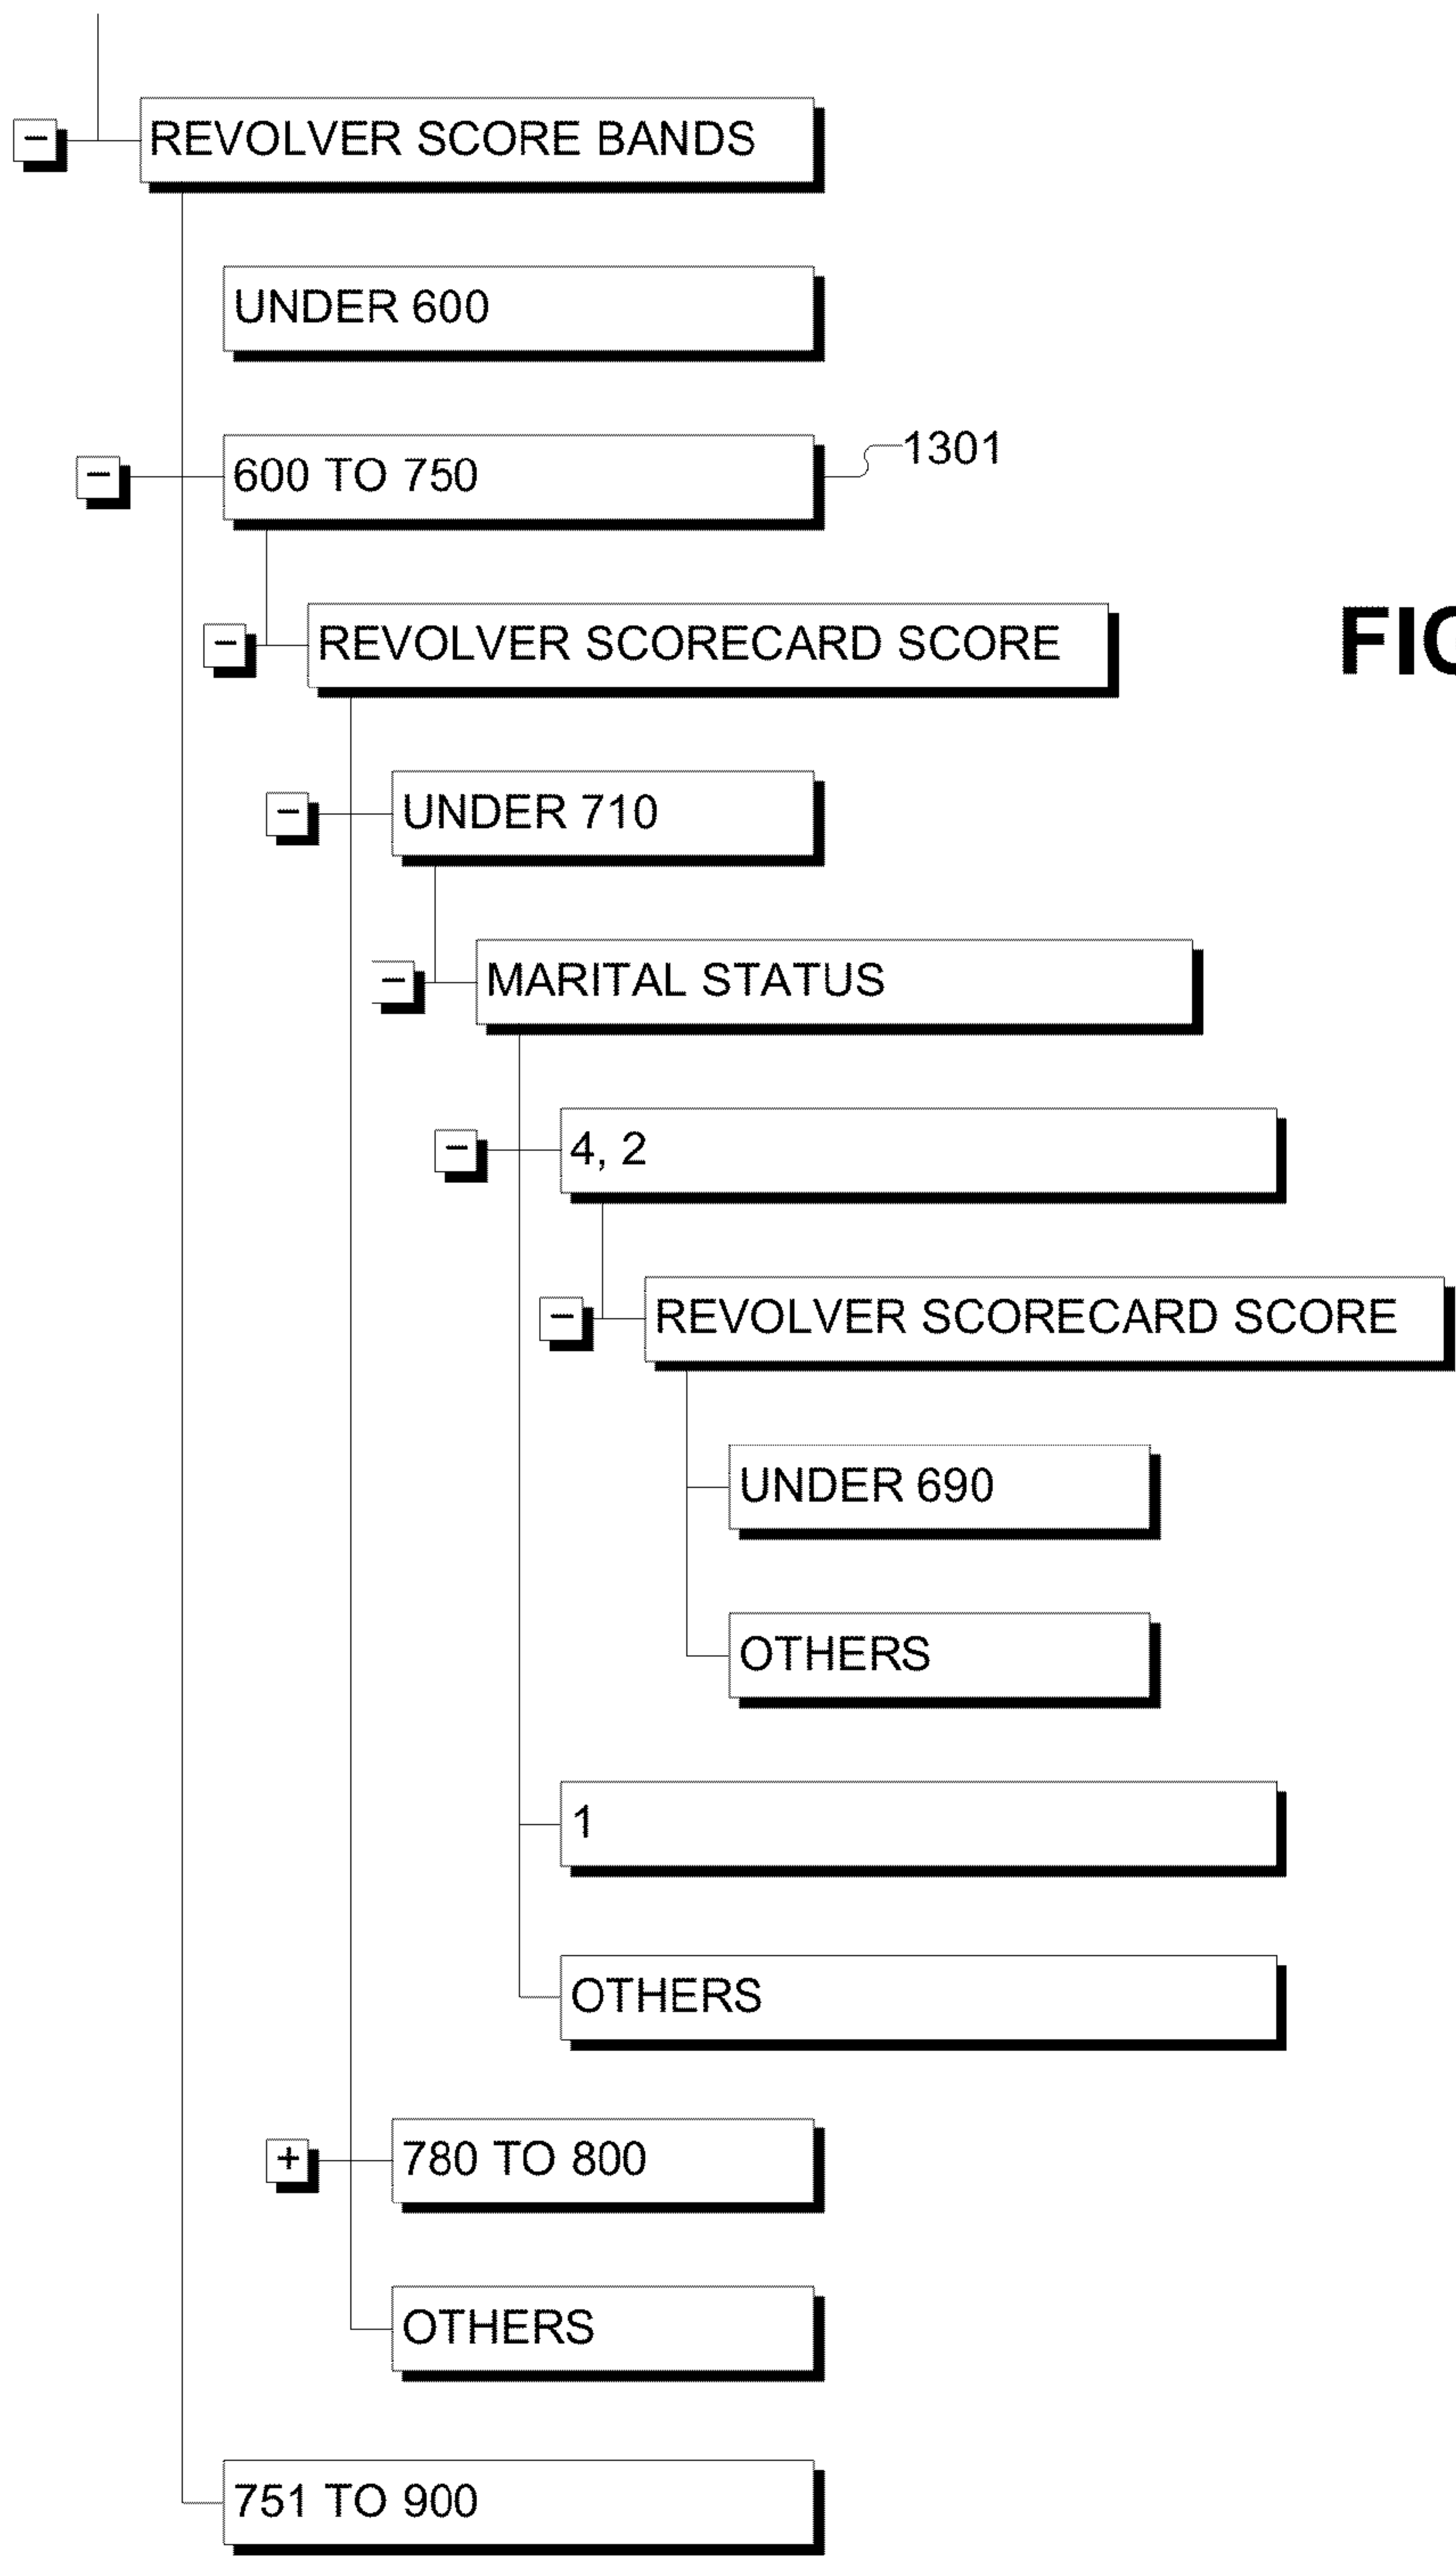 REVOLVER SCORE BANDS
UNDER 600
600 TO 750
1301
REVOLVER SCORECARD SCORE
FIG
UNDER 710
MARITAL STATUS
4, 2
REVOLVER SCORECARD SCORE
UNDER 690
OTHERS
1
OTHERS
780 TO 800
OTHERS
751 TO 900